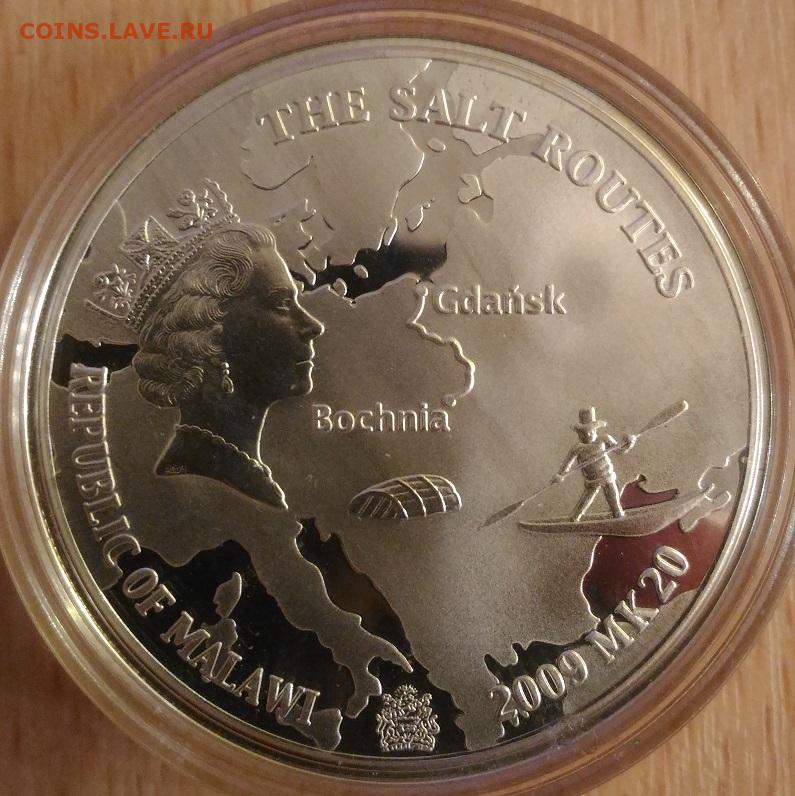 COINS.LAVE.RU
THE SALT ROUTES
Gdańsk
Bochnia
REPUBLIC OF MALAWI
2009 MK20